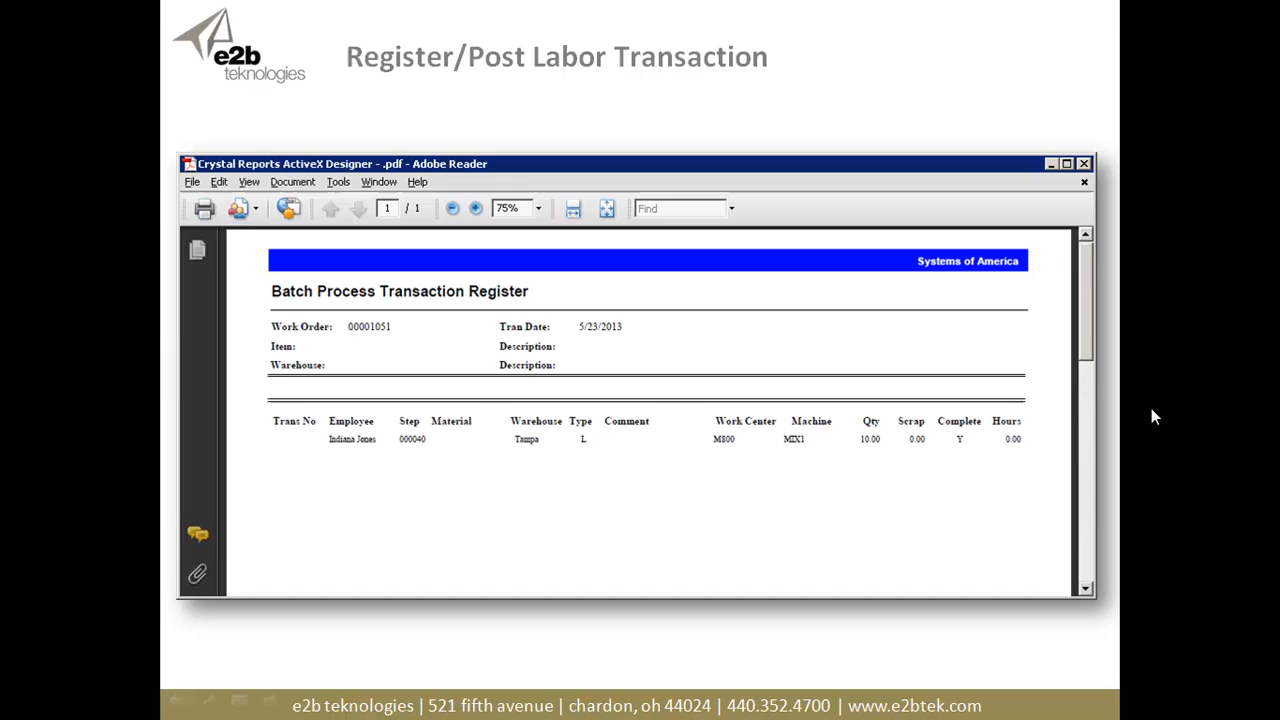 e2b
teknologies
Register/Post Labor Transaction
Crystal Reports ActiveX Designer - .pdf - Adobe Reader
File Edit View Document Tools Window Help
1 / 1 75% Find
Systems of America
Batch Process Transaction Register
Work Order: 00001051 Tran Date: 5/23/2013
Item: Description:
Warehouse: Description:
Trans No Employee Step Material Warehouse Type Comment Work Center Machine Qty Scrap Complete Hours
Indiana Jones 000040 Tampa L M800 MIX1 10.00 0.00 Y 0.00
e2b teknologies | 521 fifth avenue | chardon, oh 44024 | 440.352.4700 | www.e2btek.com